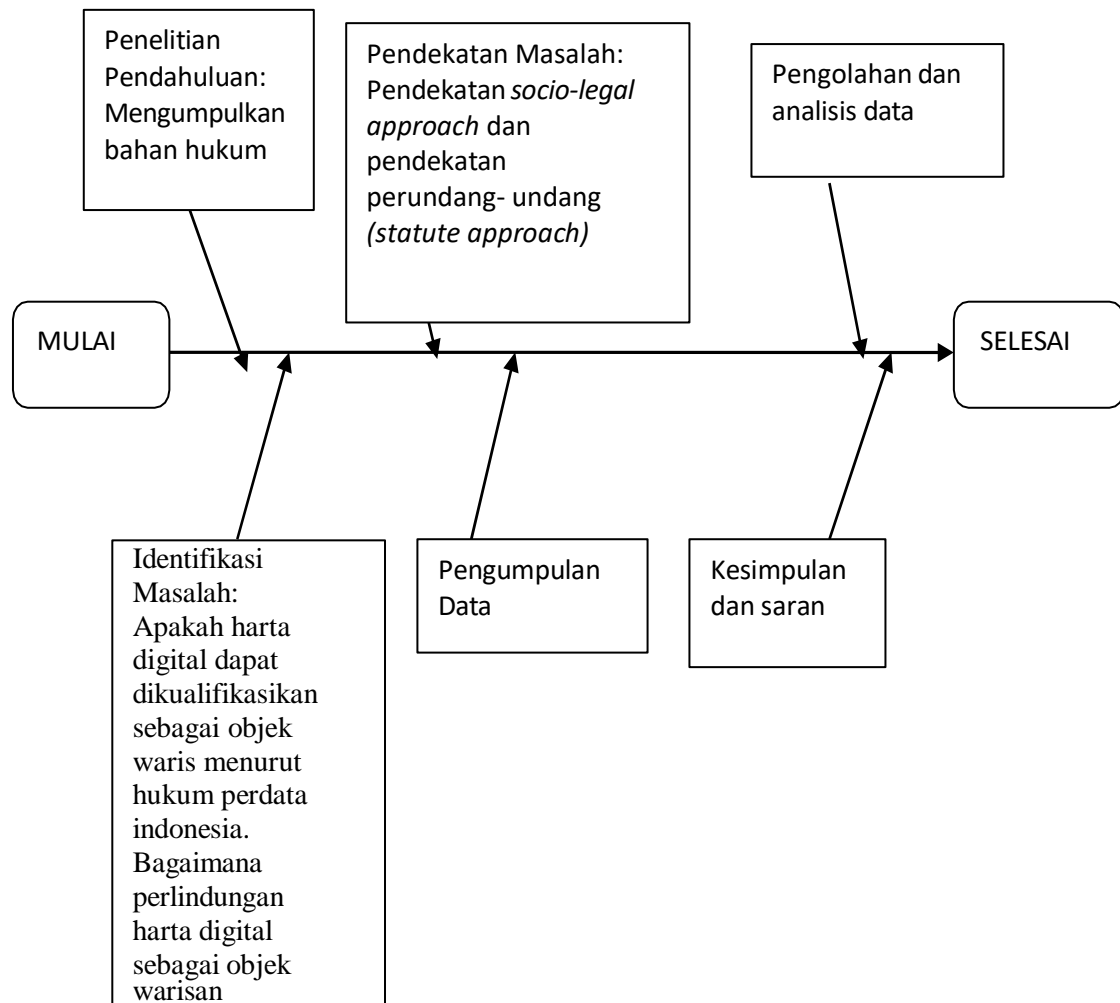 Penelitian
Pendahuluan:
Mengumpulkan
bahan hukum
Pendekatan Masalah:
Pendekatan socio-legal
approach dan
pendekatan
perundang- undang
(statute approach)
Pengolahan dan
analisis data
MULAI
SELESAI
Identifikasi
Masalah:
Apakah harta
digital dapat
dikualifikasikan
sebagai objek
waris menurut
hukum perdata
indonesia.
Bagaimana
perlindungan
harta digital
sebagai objek
warisan
Pengumpulan
Data
Kesimpulan
dan saran